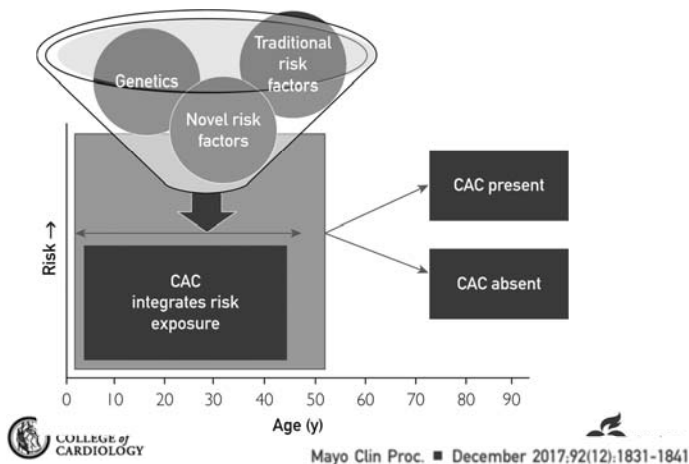 Traditional
risk
factors
Genetics
Novel risk
factors
CAC present
CAC
integrates risk
exposure
CAC absent
Risk →
0 10 20 30 40 50 60 70 80 90
Age (y)
COLLEGE of
CARDIOLOGY
Mayo Clin Proc. ■ December 2017;92(12):1831-1841